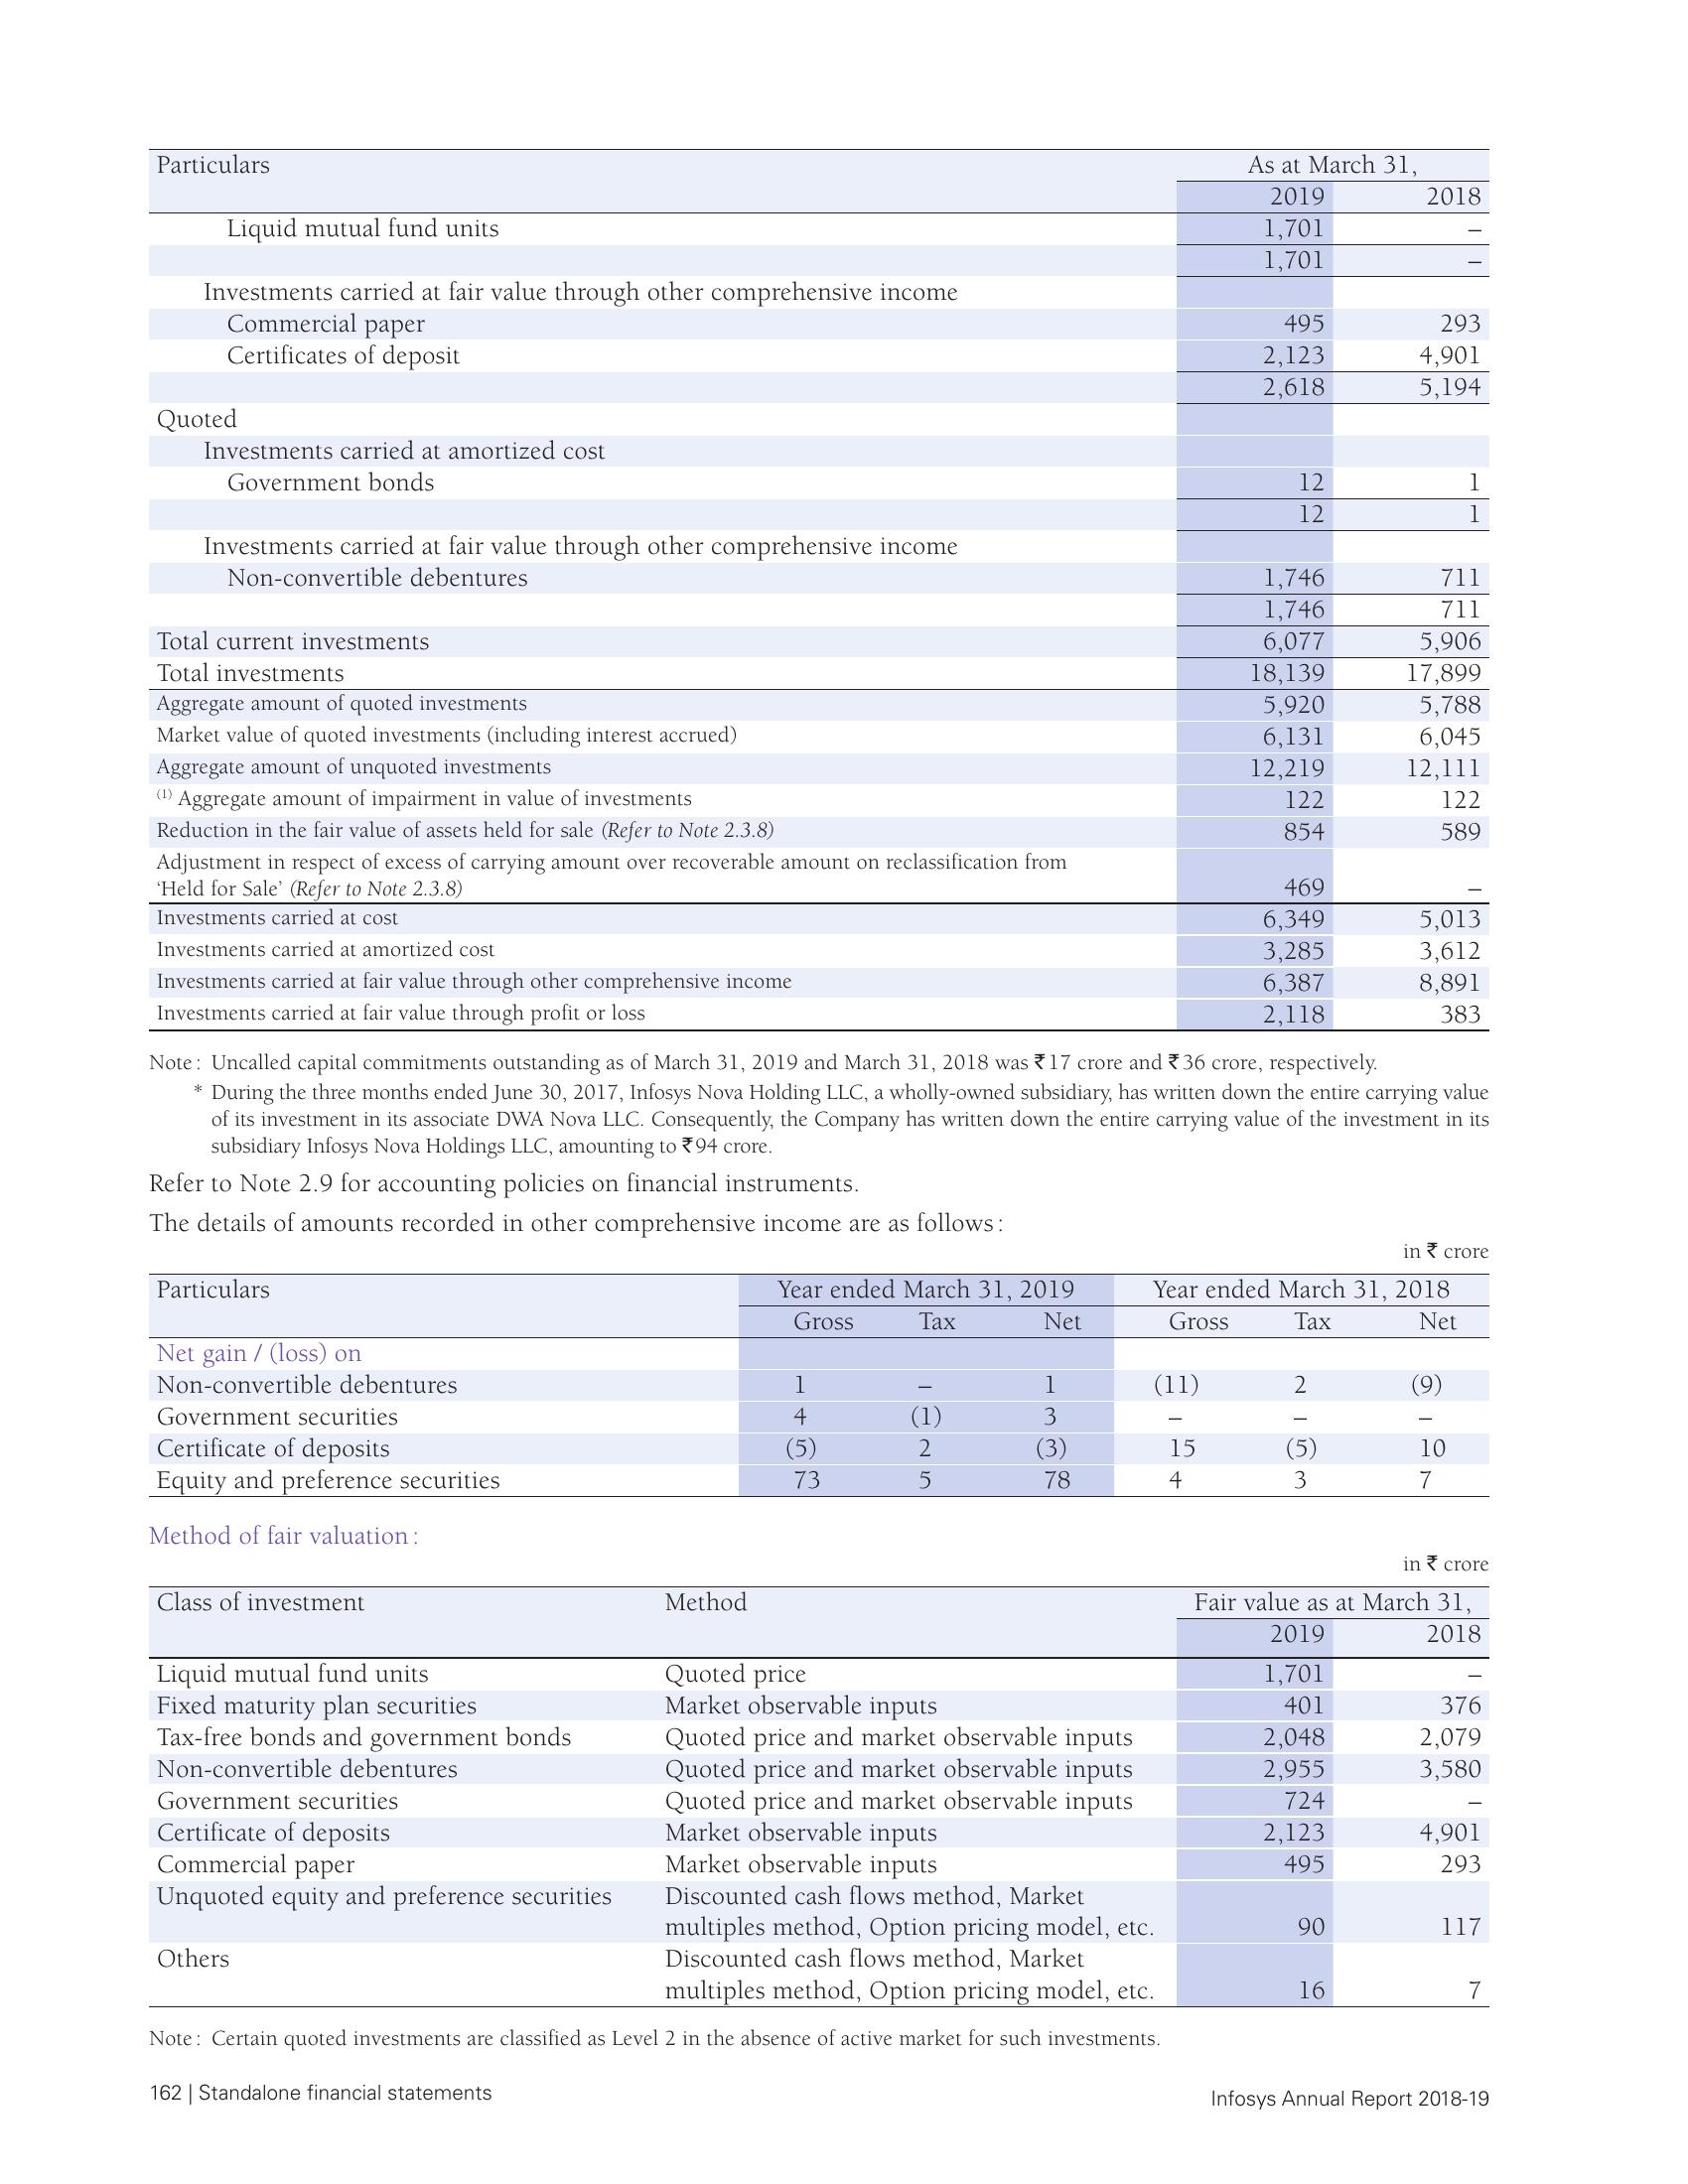 Particulars As at March 31,
2019 2018
Liquid mutual fund units 1,701 –
1,701 –
Investments carried at fair value through other comprehensive income
Commercial paper 495 293
Certificates of deposit 2,123 4,901
2,618 5,194
Quoted
Investments carried at amortized cost
Government bonds 12 1
12 1
Investments carried at fair value through other comprehensive income
Non-convertible debentures 1,746 711
1,746 711
Total current investments 6,077 5,906
Total investments 18,139 17,899
Aggregate amount of quoted investments 5,920 5,788
Market value of quoted investments (including interest accrued) 6,131 6,045
Aggregate amount of unquoted investments 12,219 12,111
(1) Aggregate amount of impairment in value of investments 122 122
Reduction in the fair value of assets held for sale (Refer to Note 2.3.8) 854 589
Adjustment in respect of excess of carrying amount over recoverable amount on reclassification from
‘Held for Sale’ (Refer to Note 2.3.8) 469 –
Investments carried at cost 6,349 5,013
Investments carried at amortized cost 3,285 3,612
Investments carried at fair value through other comprehensive income 6,387 8,891
Investments carried at fair value through profit or loss 2,118 383
Note : Uncalled capital commitments outstanding as of March 31, 2019 and March 31, 2018 was ₹ 17 crore and ₹ 36 crore, respectively.
* During the three months ended June 30, 2017, Infosys Nova Holding LLC, a wholly-owned subsidiary, has written down the entire carrying value
of its investment in its associate DWA Nova LLC. Consequently, the Company has written down the entire carrying value of the investment in its
subsidiary Infosys Nova Holdings LLC, amounting to ₹ 94 crore.
Refer to Note 2.9 for accounting policies on financial instruments.
The details of amounts recorded in other comprehensive income are as follows :
in ₹ crore
Particulars Year ended March 31, 2019 Year ended March 31, 2018
Gross Tax Net Gross Tax Net
Net gain / (loss) on
Non-convertible debentures 1 – 1 (11) 2 (9)
Government securities 4 (1) 3 – – –
Certificate of deposits (5) 2 (3) 15 (5) 10
Equity and preference securities 73 5 78 4 3 7
Method of fair valuation :
in ₹ crore
Class of investment Method Fair value as at March 31,
2019 2018
Liquid mutual fund units Quoted price 1,701 –
Fixed maturity plan securities Market observable inputs 401 376
Tax-free bonds and government bonds Quoted price and market observable inputs 2,048 2,079
Non-convertible debentures Quoted price and market observable inputs 2,955 3,580
Government securities Quoted price and market observable inputs 724 –
Certificate of deposits Market observable inputs 2,123 4,901
Commercial paper Market observable inputs 495 293
Unquoted equity and preference securities Discounted cash flows method, Market
multiples method, Option pricing model, etc. 90 117
Others Discounted cash flows method, Market
multiples method, Option pricing model, etc. 16 7
Note : Certain quoted investments are classified as Level 2 in the absence of active market for such investments.
162 | Standalone financial statements Infosys Annual Report 2018-19